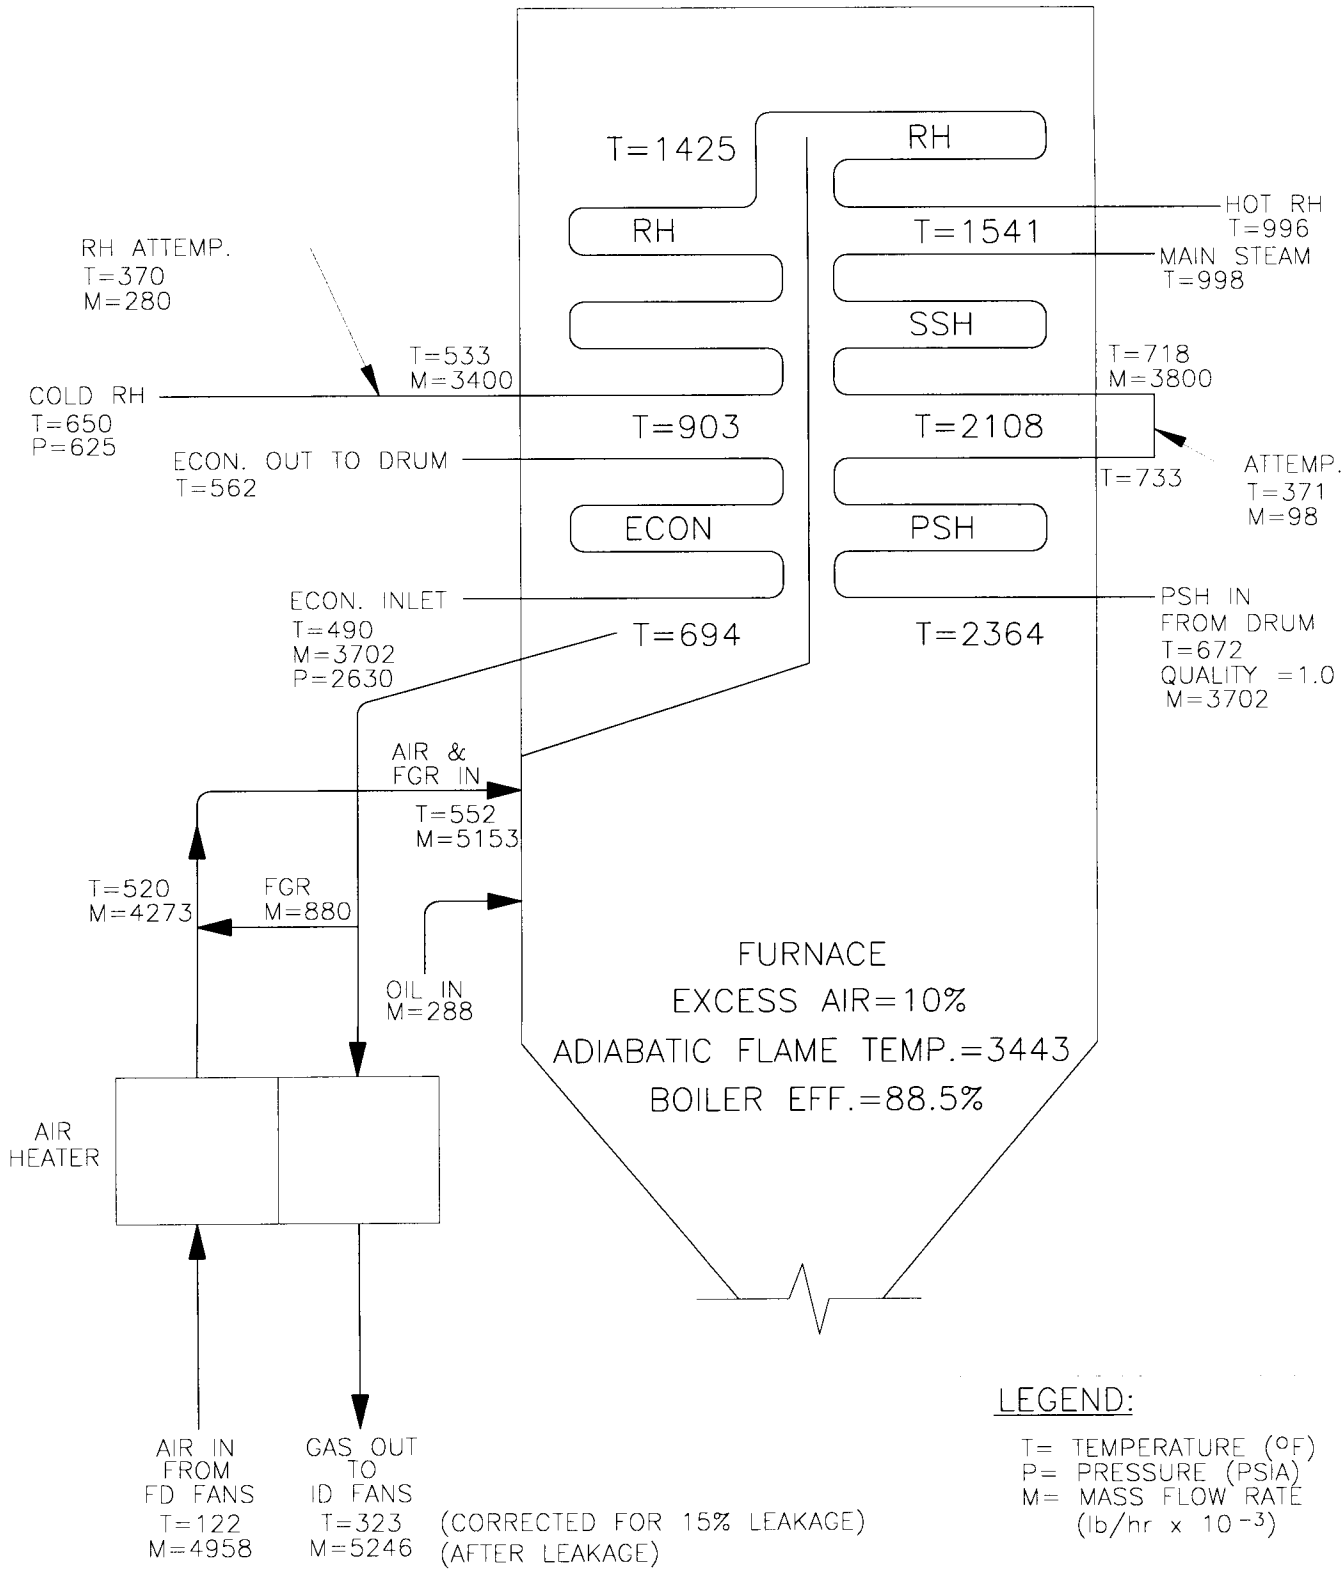 RH
T=1425
RH
T=1541
HOT RH
T=996
MAIN STEAM
T=998
RH ATTEMP.
T=370
M=280
SSH
T=533
M=3400
T=718
M=3800
COLD RH
T=650
P=625
T=903
T=2108
ECON. OUT TO DRUM
T=562
T=733
ATTEMP.
T=371
M=98
ECON
PSH
ECON. INLET
T=490
M=3702
P=2630
T=694
T=2364
PSH IN
FROM DRUM
T=672
QUALITY =1.0
M=3702
AIR &
FGR IN
T=552
M=5153
T=520
M=4273
FGR
M=880
OIL IN
M=288
FURNACE
EXCESS AIR=10%
ADIABATIC FLAME TEMP.=3443
BOILER EFF.=88.5%
AIR
HEATER
AIR IN
FROM
FD FANS
T=122
M=4958
GAS OUT
TO
ID FANS
T=323
M=5246
(CORRECTED FOR 15% LEAKAGE)
(AFTER LEAKAGE)
LEGEND:
T= TEMPERATURE (°F)
P= PRESSURE (PSIA)
M= MASS FLOW RATE
(lb/hr x 10⁻³)